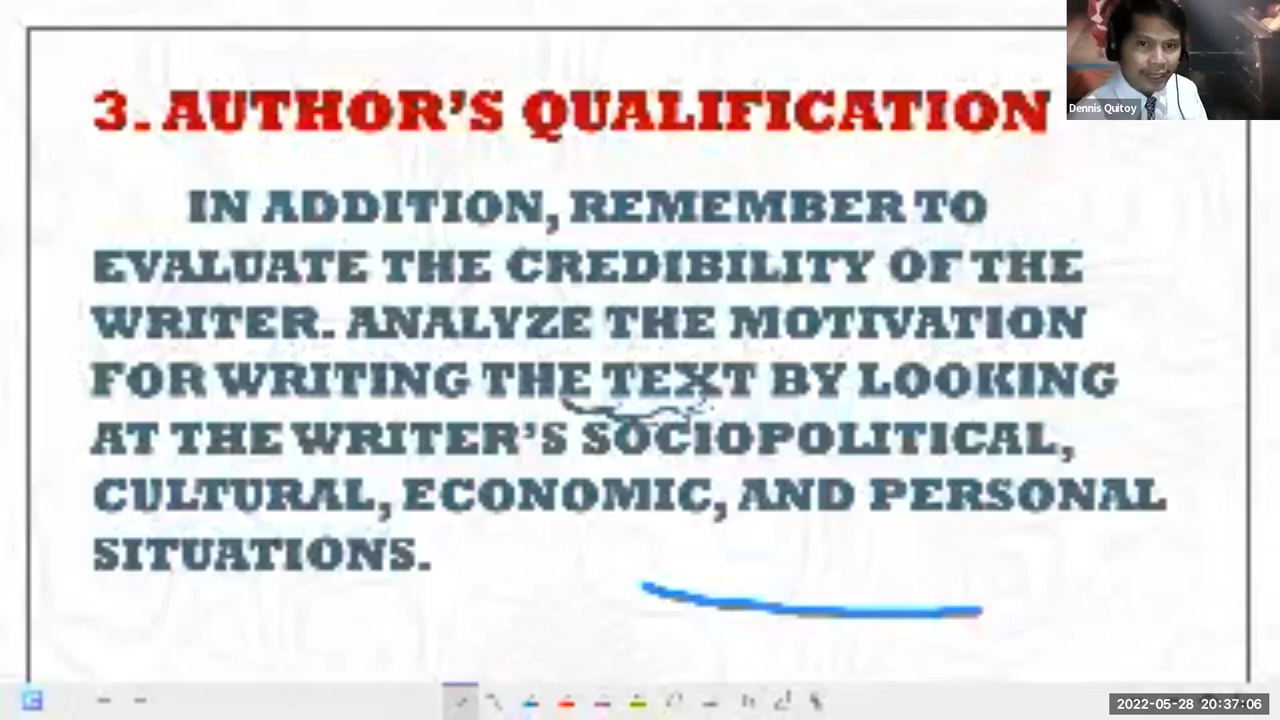 3. AUTHOR'S QUALIFICATION
Dennis Quitoy
IN ADDITION, REMEMBER TO
EVALUATE THE CREDIBILITY OF THE
WRITER. ANALYZE THE MOTIVATION
FOR WRITING THE TEXT BY LOOKING
AT THE WRITER'S SOCIOPOLITICAL,
CULTURAL, ECONOMIC, AND PERSONAL
SITUATIONS.
2022-05-28 20:37:06